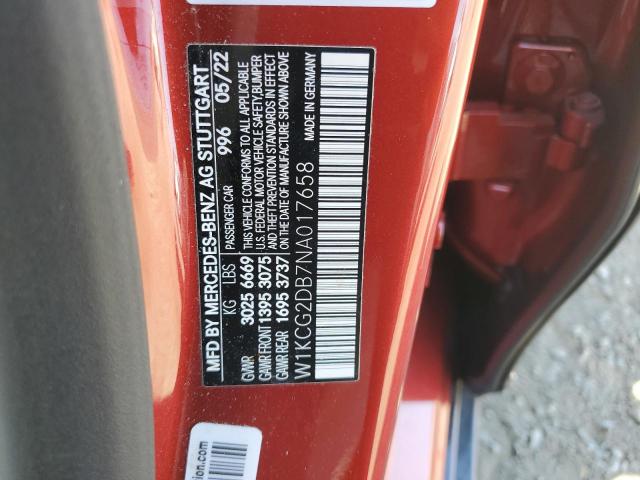 MFD BY MERCEDES-BENZ AG STUTTGART
PASSENGER CAR 996 05/22
KG LBS
GVWR 3025 6669
GAWR FRONT 1395 3075
GAWR REAR 1695 3737
THIS VEHICLE CONFORMS TO ALL APPLICABLE
U.S. FEDERAL MOTOR VEHICLE SAFETY, BUMPER
AND THEFT PREVENTION STANDARDS IN EFFECT
ON THE DATE OF MANUFACTURE SHOWN ABOVE
W1KCG2DB7NA017658
MADE IN GERMANY